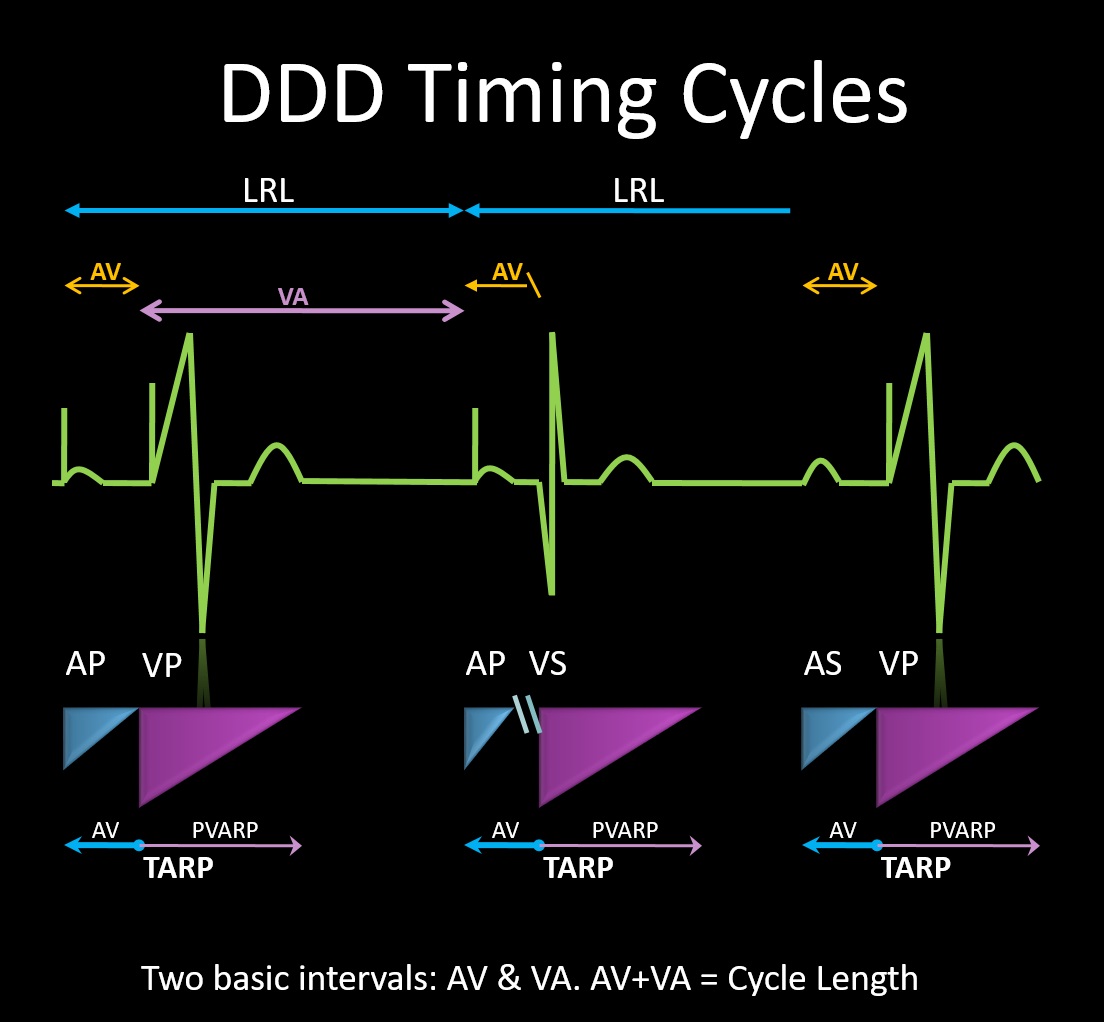 DDD Timing Cycles
LRL LRL
AV AV AV
VA
AP VP AP VS AS VP
AV PVARP AV PVARP AV PVARP
TARP TARP TARP
Two basic intervals: AV & VA. AV+VA = Cycle Length